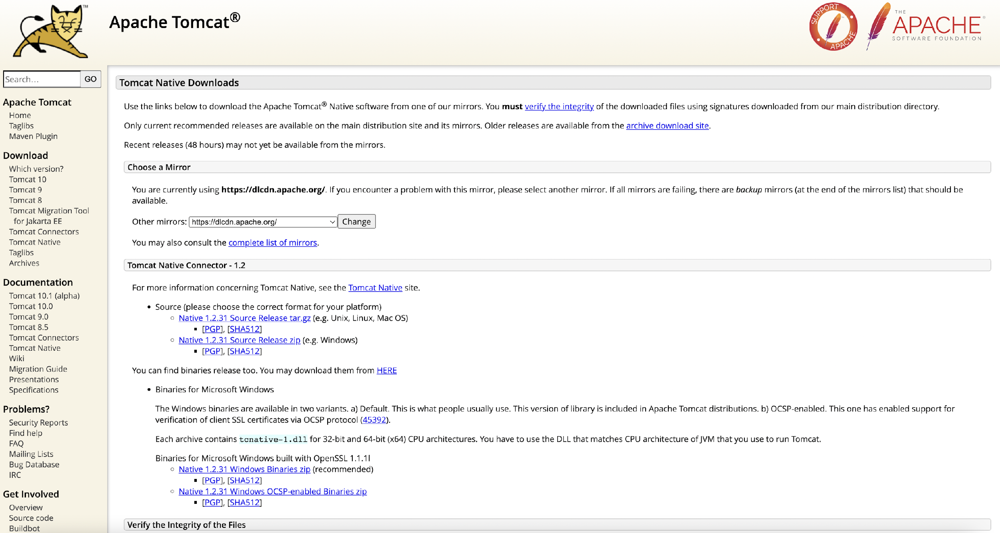 TM
Apache Tomcat®
SUPPORT APACHE
THE
APACHE®
SOFTWARE FOUNDATION
Search...
GO
Apache Tomcat
Home
Taglibs
Maven Plugin
Download
Which version?
Tomcat 10
Tomcat 9
Tomcat 8
Tomcat Migration Tool
for Jakarta EE
Tomcat Connectors
Tomcat Native
Taglibs
Archives
Documentation
Tomcat 10.1 (alpha)
Tomcat 10.0
Tomcat 9.0
Tomcat 8.5
Tomcat Connectors
Tomcat Native
Wiki
Migration Guide
Presentations
Specifications
Problems?
Security Reports
Find help
FAQ
Mailing Lists
Bug Database
IRC
Get Involved
Overview
Source code
Buildbot
Tomcat Native Downloads
Use the links below to download the Apache Tomcat® Native software from one of our mirrors. You must verify the integrity of the downloaded files using signatures downloaded from our main distribution directory.
Only current recommended releases are available on the main distribution site and its mirrors. Older releases are available from the archive download site.
Recent releases (48 hours) may not yet be available from the mirrors.
Choose a Mirror
You are currently using https://dlcdn.apache.org/. If you encounter a problem with this mirror, please select another mirror. If all mirrors are failing, there are backup mirrors (at the end of the mirrors list) that should be
available.
Other mirrors: https://dlcdn.apache.org/ Change
You may also consult the complete list of mirrors.
Tomcat Native Connector - 1.2
For more information concerning Tomcat Native, see the Tomcat Native site.
• Source (please choose the correct format for your platform)
○ Native 1.2.31 Source Release tar.gz (e.g. Unix, Linux, Mac OS)
▪ [PGP], [SHA512]
○ Native 1.2.31 Source Release zip (e.g. Windows)
▪ [PGP], [SHA512]
You can find binaries release too. You may download them from HERE
• Binaries for Microsoft Windows
The Windows binaries are available in two variants. a) Default. This is what people usually use. This version of library is included in Apache Tomcat distributions. b) OCSP-enabled. This one has enabled support for
verification of client SSL certificates via OCSP protocol (45392).
Each archive contains tcnative-1.dll for 32-bit and 64-bit (x64) CPU architectures. You have to use the DLL that matches CPU architecture of JVM that you use to run Tomcat.
Binaries for Microsoft Windows built with OpenSSL 1.1.1l
○ Native 1.2.31 Windows Binaries zip (recommended)
▪ [PGP], [SHA512]
○ Native 1.2.31 Windows OCSP-enabled Binaries zip
▪ [PGP], [SHA512]
Verify the Integrity of the Files